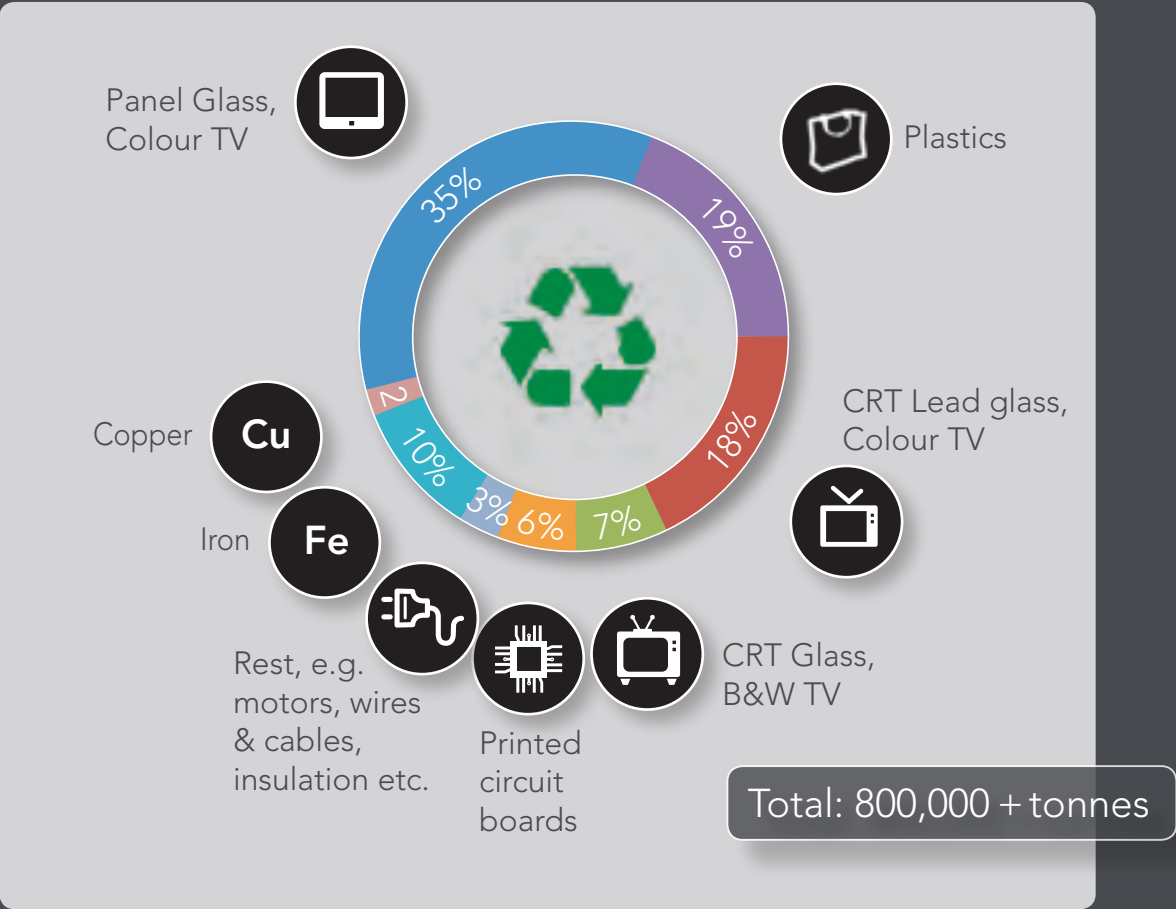 Panel Glass,
Colour TV
Plastics
35%
19%
18%
7%
6%
3%
10%
2
CRT Lead glass,
Colour TV
Copper
Cu
Iron
Fe
Rest, e.g.
motors, wires
& cables,
insulation etc.
Printed
circuit
boards
CRT Glass,
B&W TV
Total: 800,000 + tonnes